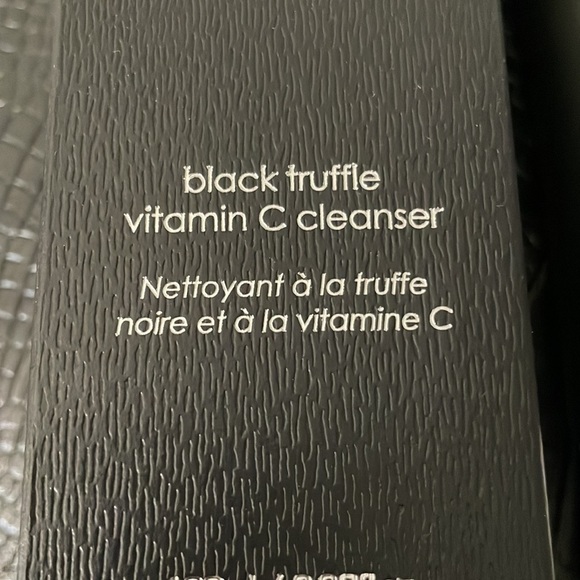 black truffle
vitamin C cleanser
Nettoyant à la truffe
noire et à la vitamine C